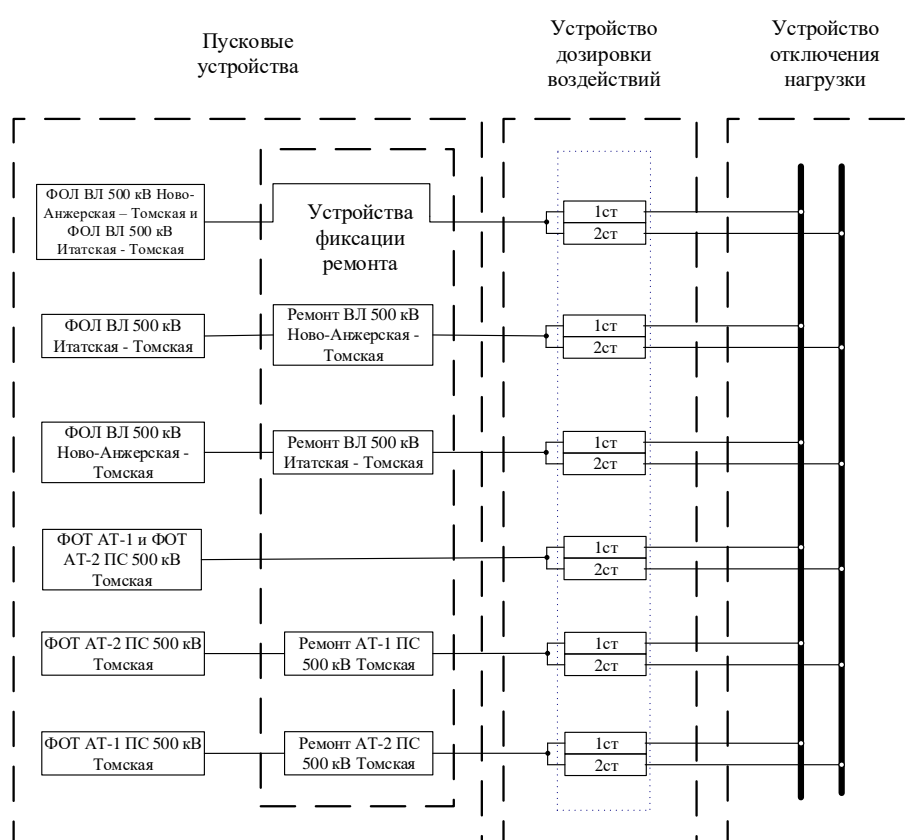 Пусковые
устройства
Устройство
дозировки
воздействий
Устройство
отключения
нагрузки
ФОЛ ВЛ 500 кВ Ново-
Анжерская – Томская и
ФОЛ ВЛ 500 кВ
Итатская - Томская
Устройства
фиксации
ремонта
1ст
2ст
ФОЛ ВЛ 500 кВ
Итатская - Томская
Ремонт ВЛ 500 кВ
Ново-Анжерская -
Томская
1ст
2ст
ФОЛ ВЛ 500 кВ
Ново-Анжерская -
Томская
Ремонт ВЛ 500 кВ
Итатская - Томская
1ст
2ст
ФОТ АТ-1 и ФОТ
АТ-2 ПС 500 кВ
Томская
1ст
2ст
ФОТ АТ-2 ПС 500 кВ
Томская
Ремонт АТ-1 ПС
500 кВ Томская
1ст
2ст
ФОТ АТ-1 ПС 500 кВ
Томская
Ремонт АТ-2 ПС
500 кВ Томская
1ст
2ст